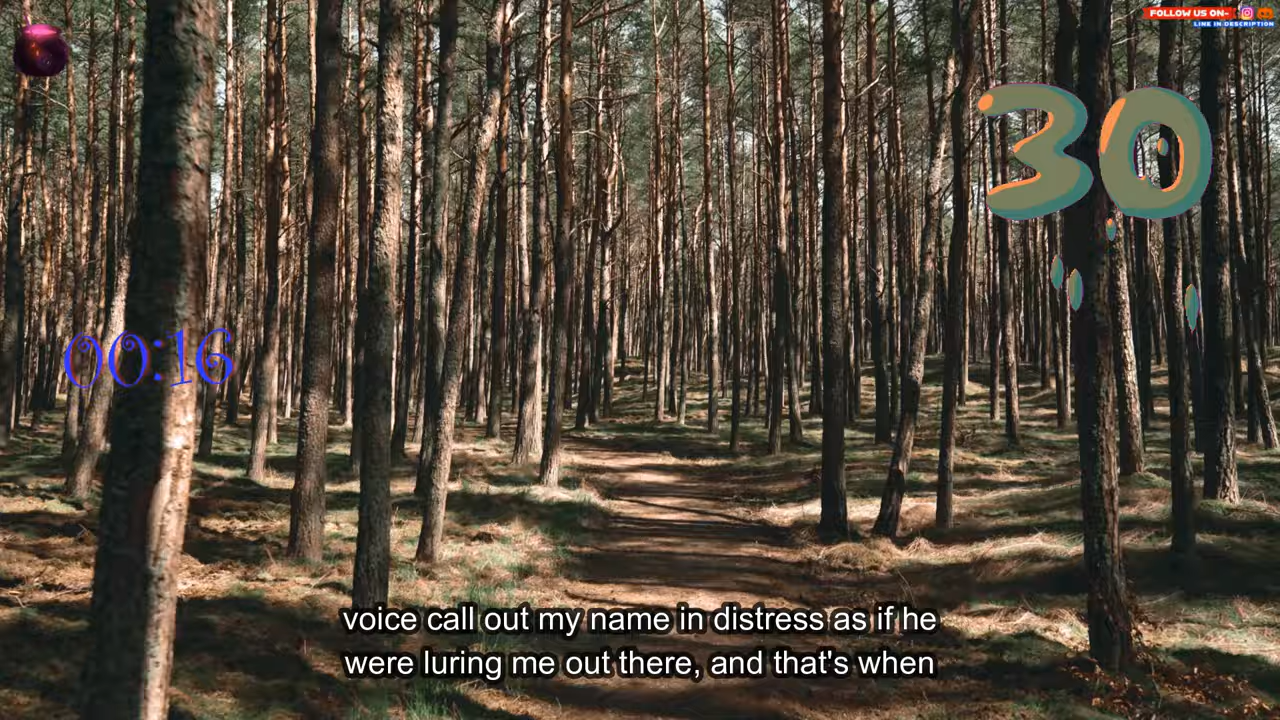 FOLLOW US ON-
LINK IN DESCRIPTION
30
00:16
voice call out my name in distress as if he
were luring me out there, and that's when